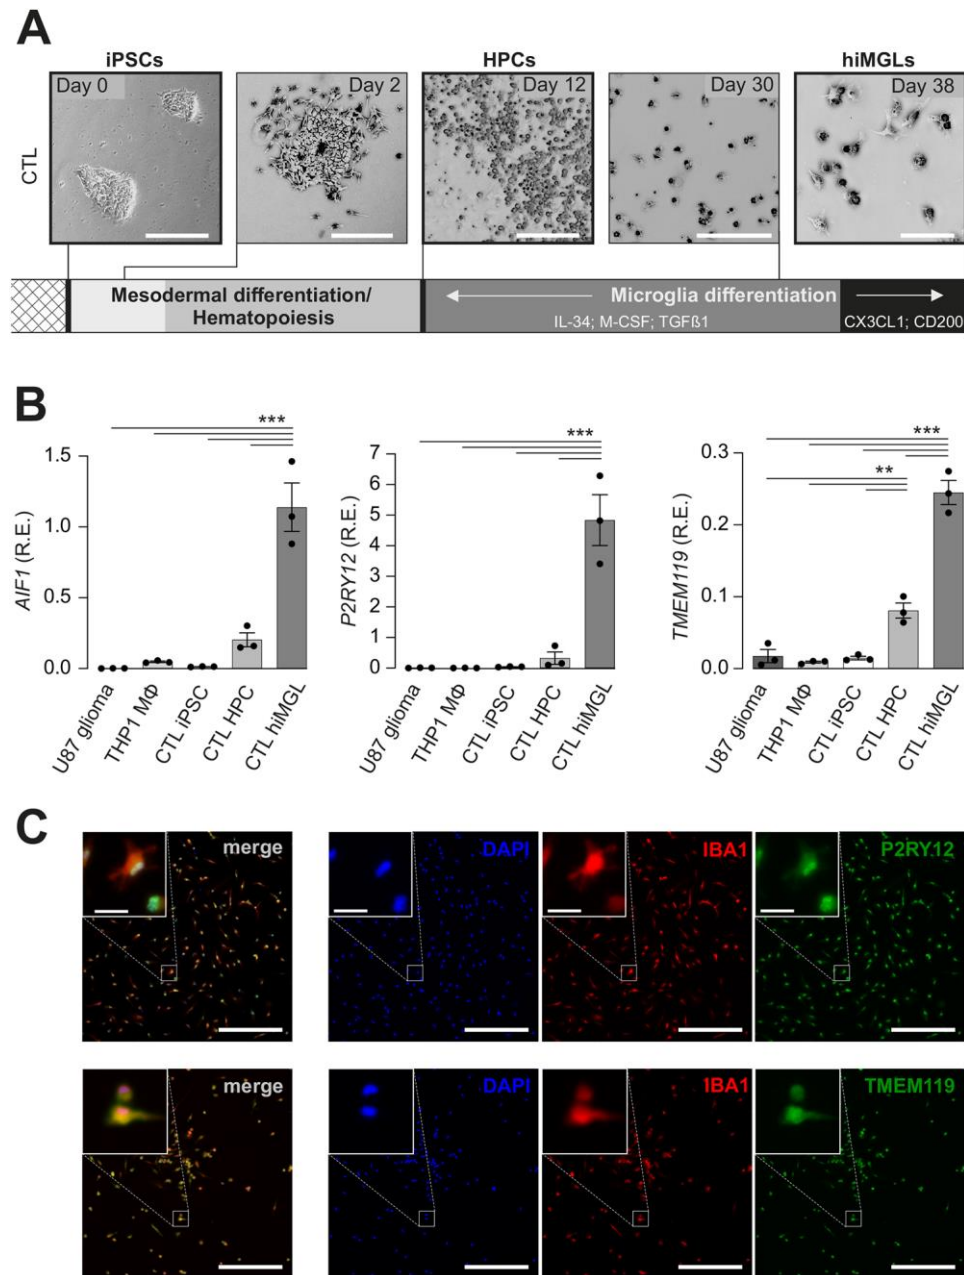 A
iPSCs HPCs hiMGLs
CTL
Day 0 Day 2 Day 12 Day 30 Day 38
Mesodermal differentiation/ Microglia differentiation
Hematopoiesis IL-34; M-CSF; TGFß1 CX3CL1; CD200
B
***
AIF1 (R.E.)
1.5
1.0
0.5
0.0
U87 glioma
THP1 MΦ
CTL iPSC
CTL HPC
CTL hiMGL
***
P2RY12 (R.E.)
7
6
5
4
3
2
1
0
U87 glioma
THP1 MΦ
CTL iPSC
CTL HPC
CTL hiMGL
***
**
TMEM119 (R.E.)
0.3
0.2
0.1
0.0
U87 glioma
THP1 MΦ
CTL iPSC
CTL HPC
CTL hiMGL
C
merge DAPI IBA1 P2RY12
merge DAPI IBA1 TMEM119